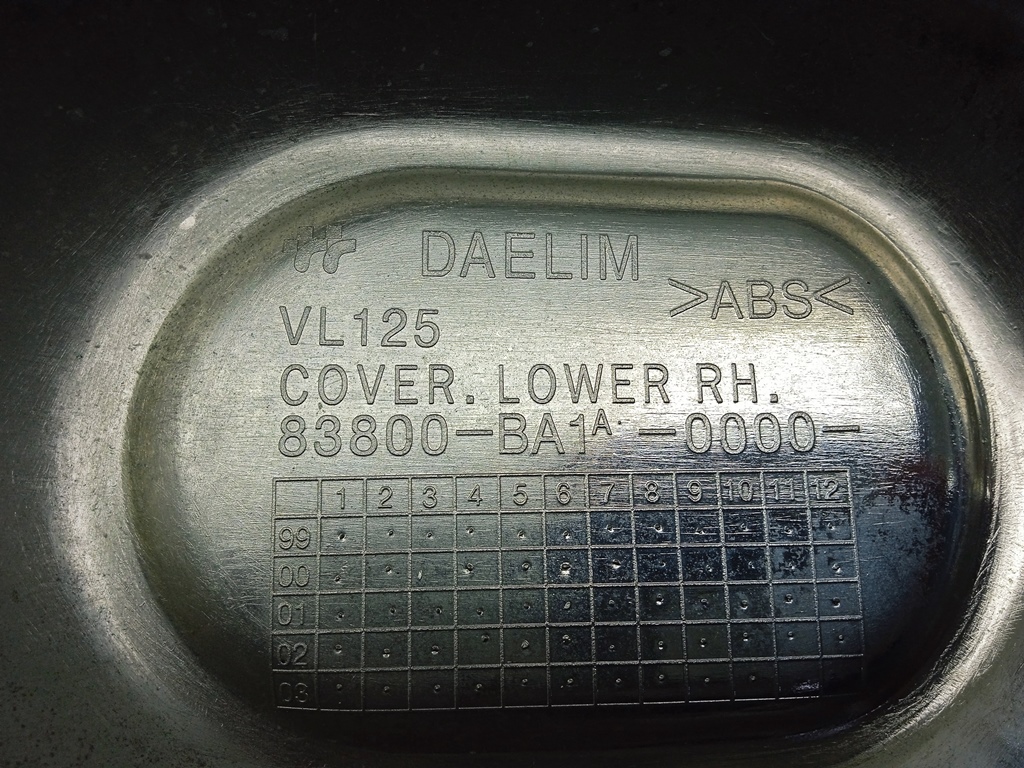 DAELIM
>ABS<
VL125
COVER. LOWER RH.
83800-BA1A-0000-
1 2 3 4 5 6 7 8 9 10 11 12
99
00
01
02
03